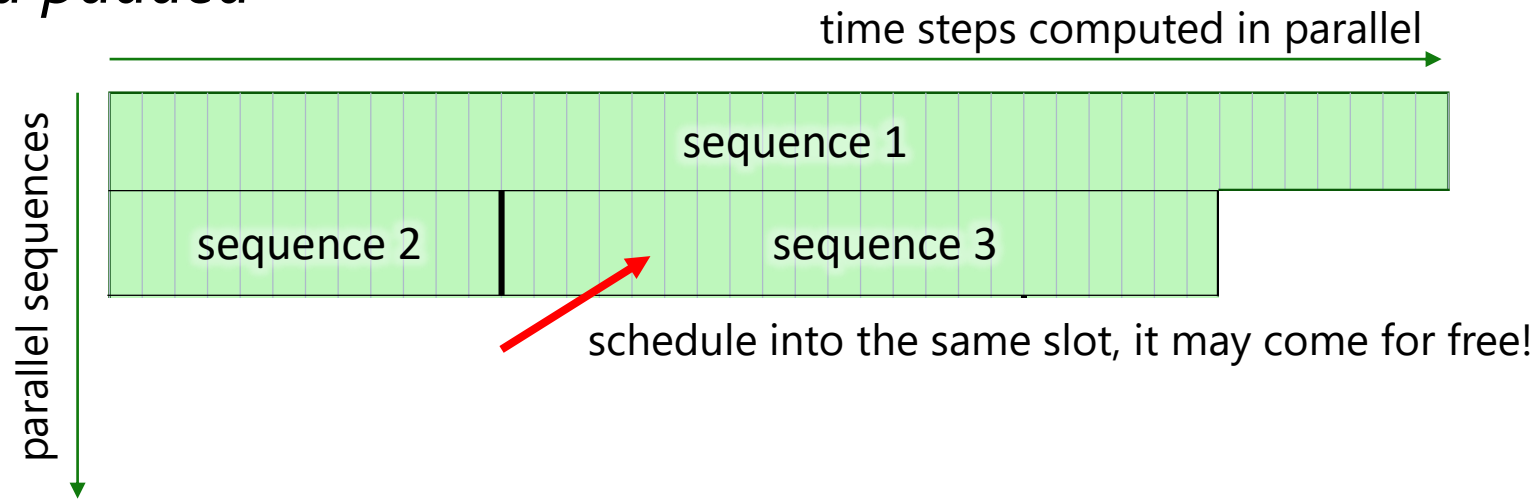 padded
time steps computed in parallel
parallel sequences
sequence 1
sequence 2
sequence 3
schedule into the same slot, it may come for free!